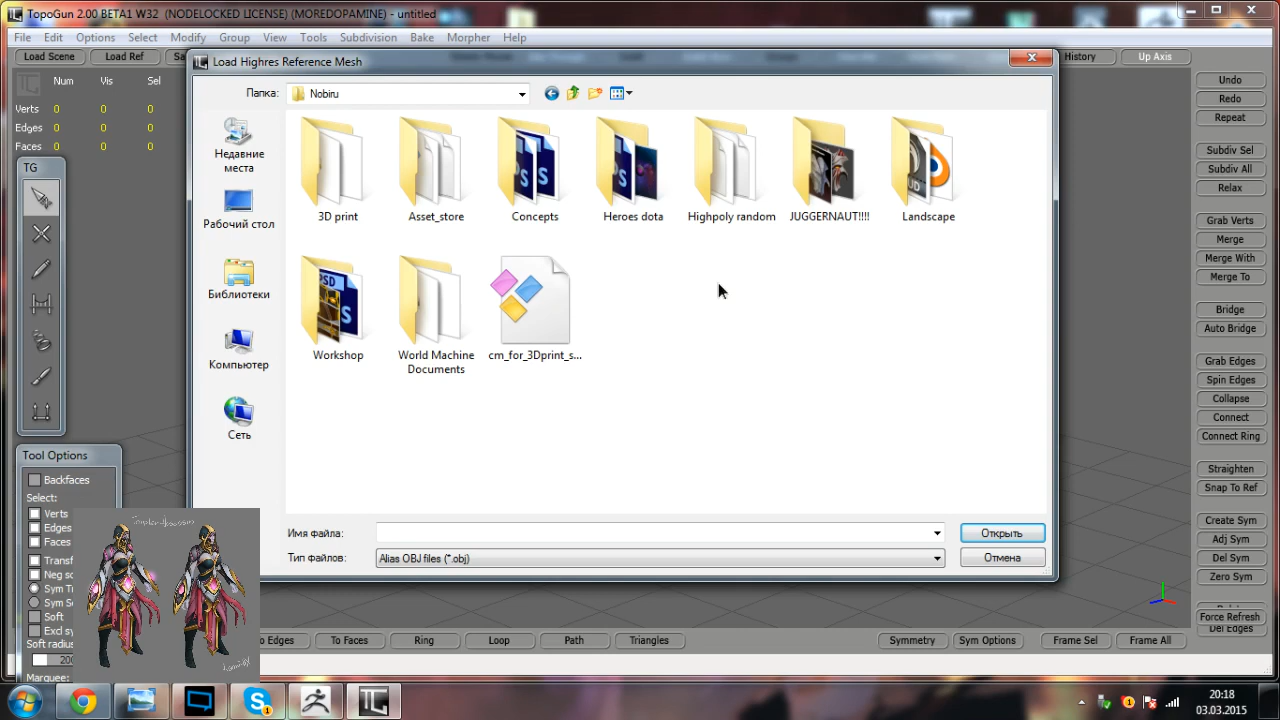 TopoGun 2.00 BETA1 W32  (NODELOCKED LICENSE) (MOREDOPAMINE) - untitled
File Edit Options Select Modify Group View Tools Subdivision Bake Morpher Help
Load Scene Load Ref History Up Axis
Load Highres Reference Mesh
Папка: Nobiru
Num Vis Sel
Verts 0 0 0
Edges 0 0 0
Faces 0 0 0
TG
Недавние места
Рабочий стол
Библиотеки
Компьютер
Сеть
3D print
Asset_store
Concepts
Heroes dota
Highpoly random
JUGGERNAUT!!!!
Landscape
Workshop
World Machine Documents
cm_for_3Dprint_s...
Имя файла:
Открыть
Тип файлов: Alias OBJ files (*.obj)
Отмена
Undo
Redo
Repeat
Subdiv Sel
Subdiv All
Relax
Grab Verts
Merge
Merge With
Merge To
Bridge
Auto Bridge
Grab Edges
Spin Edges
Collapse
Connect
Connect Ring
Straighten
Snap To Ref
Create Sym
Adj Sym
Del Sym
Zero Sym
Force Refresh
Del Edges
Tool Options
Backfaces
Select:
Verts
Edges
Faces
Soft
Marquee:
To Faces Ring Loop Path Triangles Symmetry Sym Options Frame Sel Frame All
20:18
03.03.2015